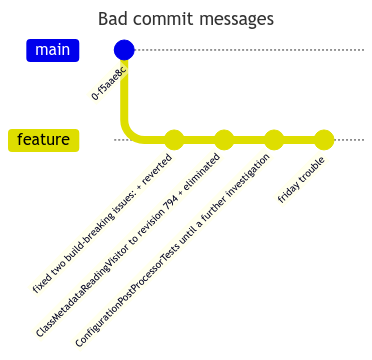 Bad commit messages
main
0-f5aae8c
feature
fixed two build-breaking issues: + reverted
ClassMetadataReadingVisitor to revision 794 + eliminated
ConfigurationPostProcessorTests until a further investigation
friday trouble